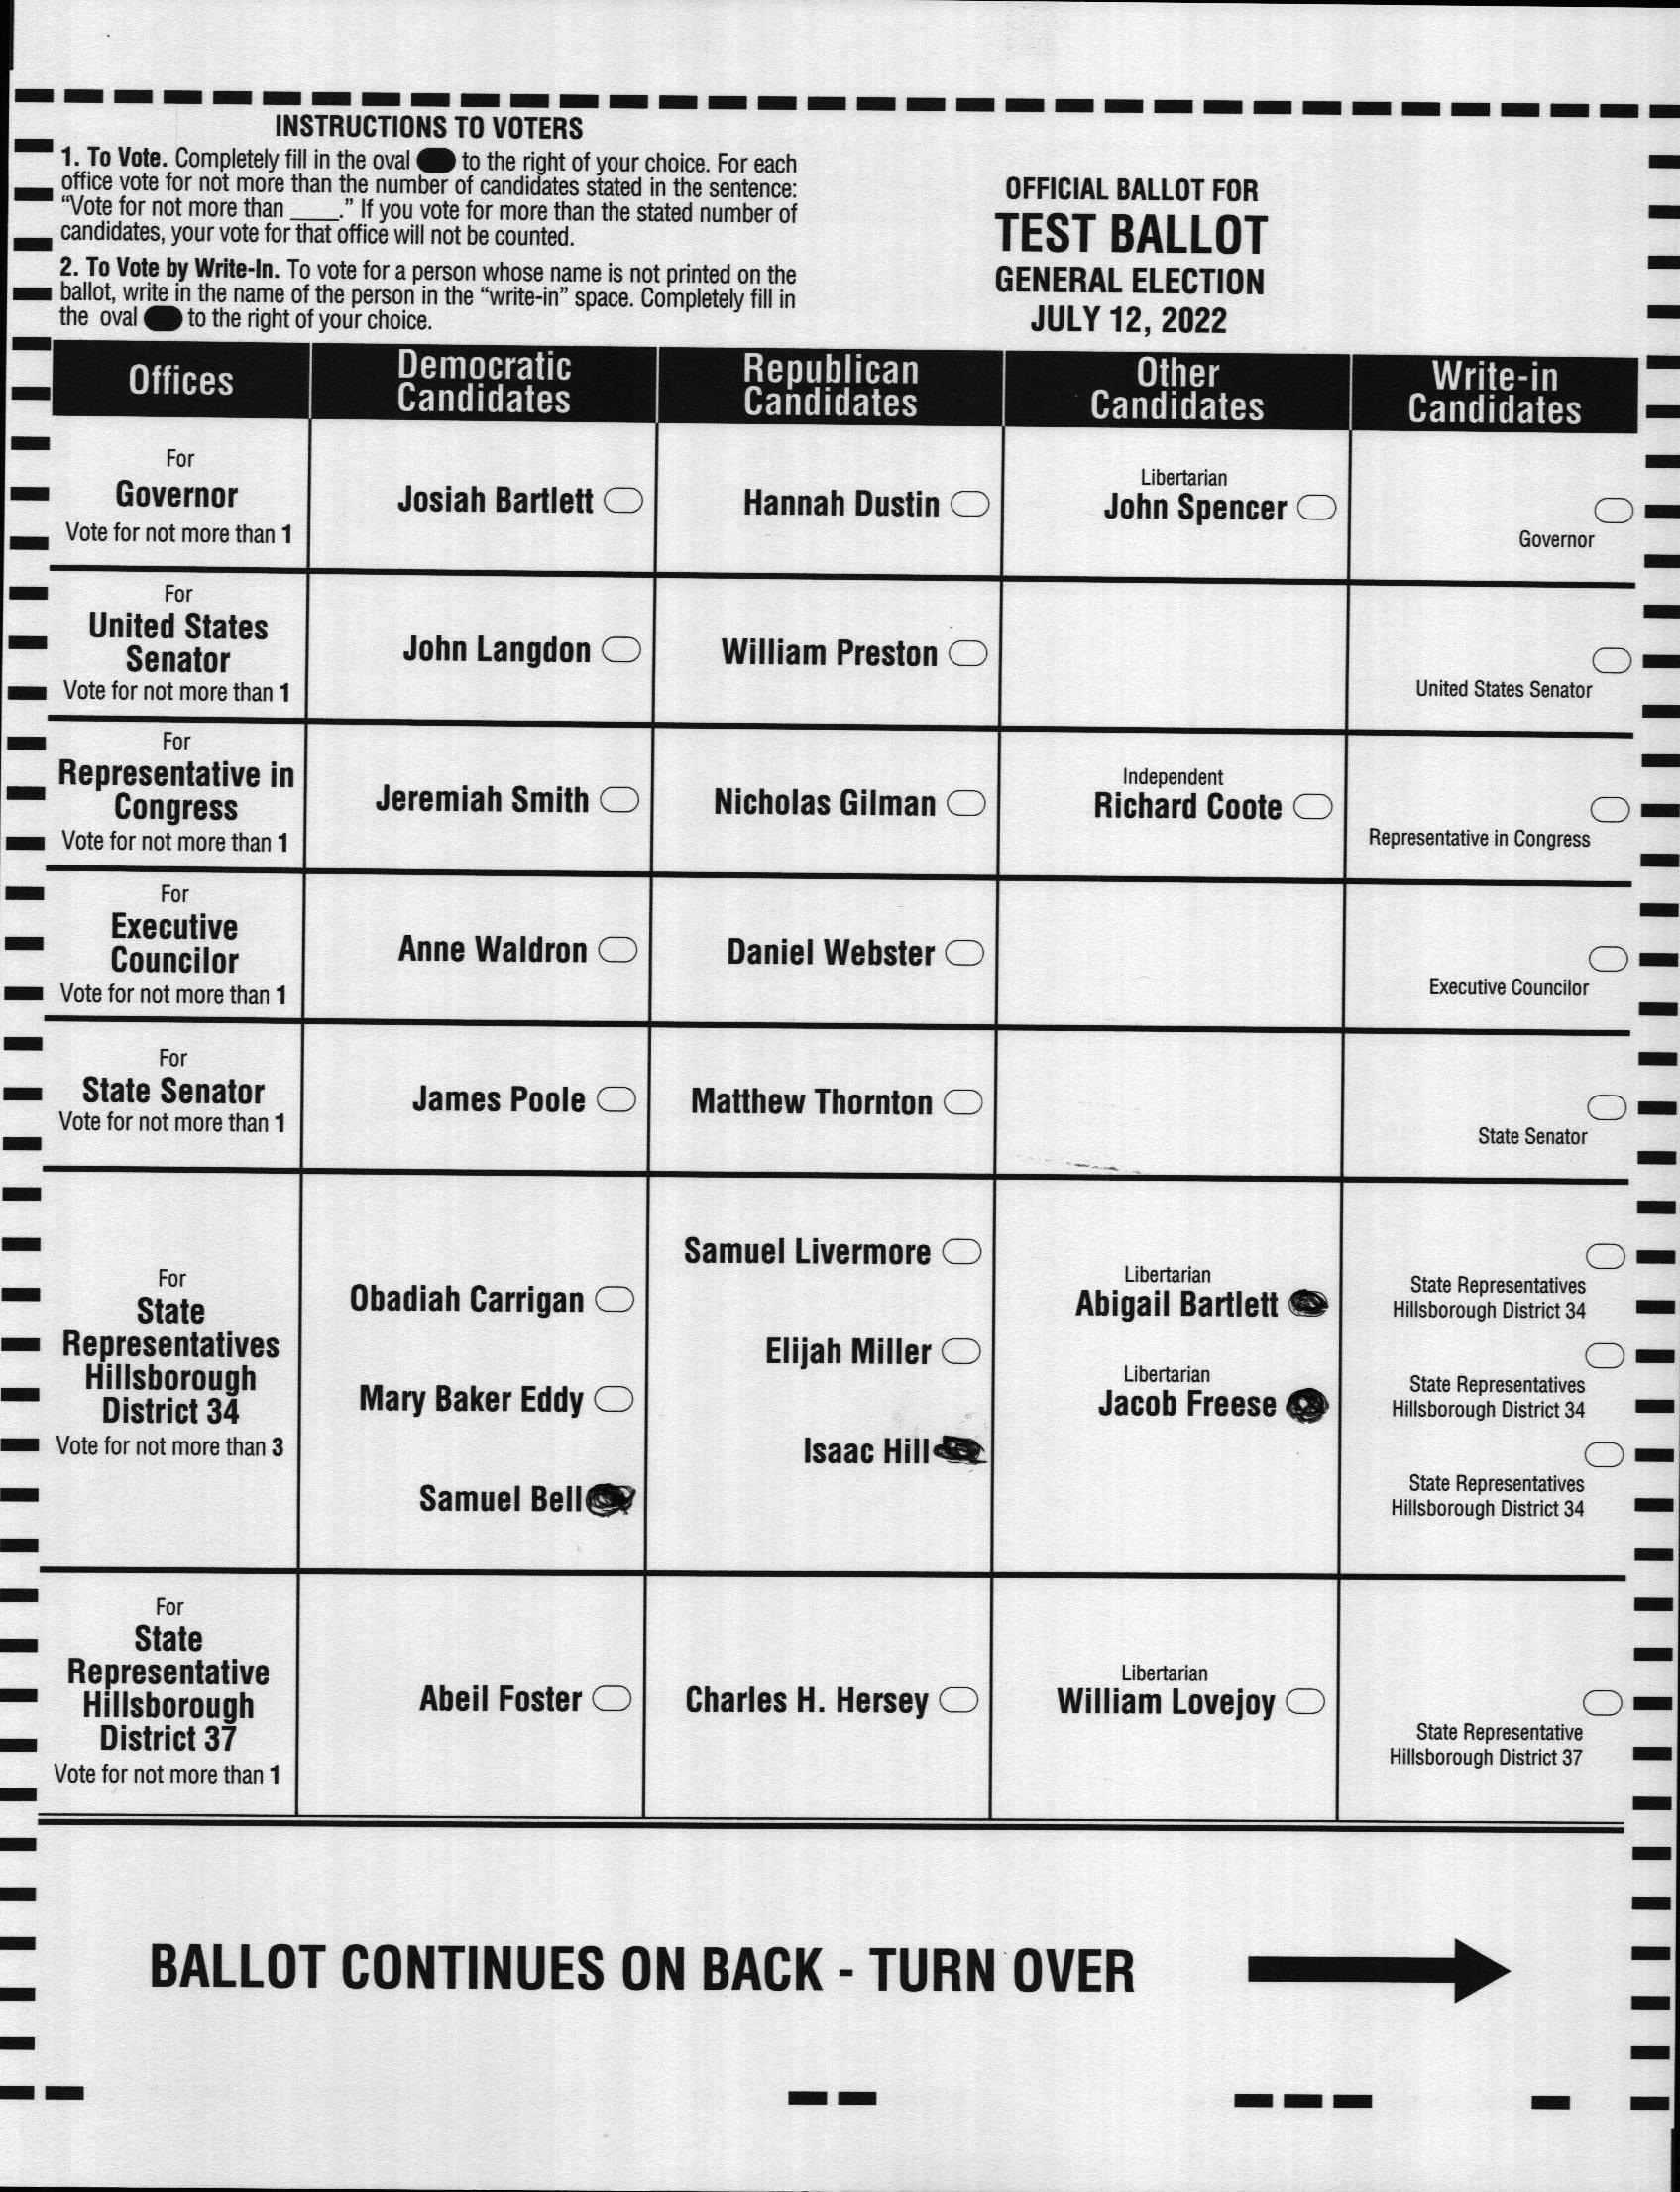 INSTRUCTIONS TO VOTERS
1. To Vote. Completely fill in the oval to the right of your choice. For each
office vote for not more than the number of candidates stated in the sentence:
“Vote for not more than ____.” If you vote for more than the stated number of
candidates, your vote for that office will not be counted.
2. To Vote by Write-In. To vote for a person whose name is not printed on the
ballot, write in the name of the person in the “write-in” space. Completely fill in
the oval to the right of your choice.
OFFICIAL BALLOT FOR
TEST BALLOT
GENERAL ELECTION
JULY 12, 2022
Offices
Democratic
Candidates
Republican
Candidates
Other
Candidates
Write-in
Candidates
For
Governor
Vote for not more than 1
Josiah Bartlett
Hannah Dustin
Libertarian
John Spencer
Governor
For
United States
Senator
Vote for not more than 1
John Langdon
William Preston
United States Senator
For
Representative in
Congress
Vote for not more than 1
Jeremiah Smith
Nicholas Gilman
Independent
Richard Coote
Representative in Congress
For
Executive
Councilor
Vote for not more than 1
Anne Waldron
Daniel Webster
Executive Councilor
For
State Senator
Vote for not more than 1
James Poole
Matthew Thornton
State Senator
For
State
Representatives
Hillsborough
District 34
Vote for not more than 3
Obadiah Carrigan
Mary Baker Eddy
Samuel Bell
Samuel Livermore
Elijah Miller
Isaac Hill
Libertarian
Abigail Bartlett
Libertarian
Jacob Freese
State Representatives
Hillsborough District 34
State Representatives
Hillsborough District 34
State Representatives
Hillsborough District 34
For
State
Representative
Hillsborough
District 37
Vote for not more than 1
Abeil Foster
Charles H. Hersey
Libertarian
William Lovejoy
State Representative
Hillsborough District 37
BALLOT CONTINUES ON BACK - TURN OVER